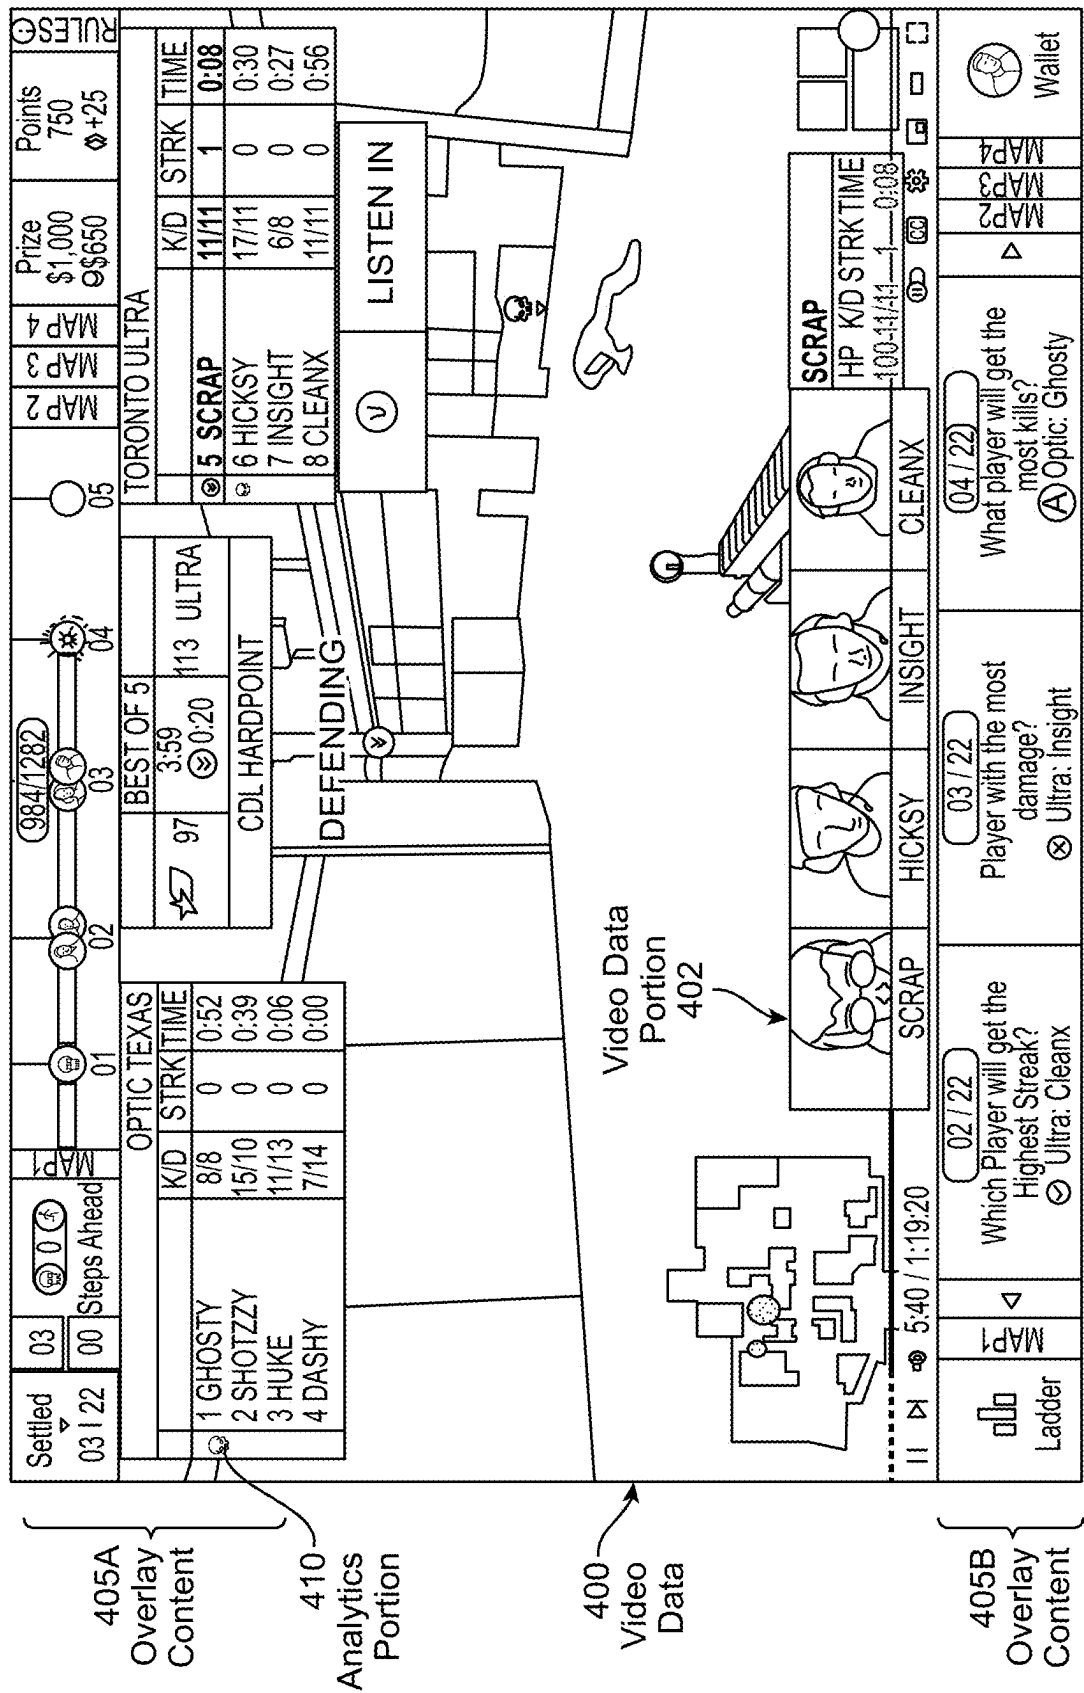 405A
Overlay
Content
Settled
03 | 22
03
00
0
Steps Ahead
MAP1
01
02
984/1282
03
04
05
MAP 2
MAP 3
MAP 4
Prize
$1,000
$650
Points
750
+25
RULES
OPTIC TEXAS
K/D STRK TIME
1 GHOSTY 8/8 0 0:52
2 SHOTZZY 15/10 0 0:39
3 HUKE 11/13 0 0:06
4 DASHY 7/14 0 0:00
BEST OF 5
97
3:59
0:20
113 ULTRA
CDL HARDPOINT
DEFENDING
TORONTO ULTRA
K/D STRK TIME
5 SCRAP 11/11 1 0:08
6 HICKSY 17/11 0 0:30
7 INSIGHT 6/8 0 0:27
8 CLEANX 11/11 0 0:56
LISTEN IN
410
Analytics
Portion
400
Video
Data
Video Data
Portion
402
SCRAP
HICKSY
INSIGHT
CLEANX
SCRAP
HP K/D STRK TIME
100 11/11 1 0:08
5:40 / 1:19:20
CC
405B
Overlay
Content
Ladder
MAP1
02 / 22
Which Player will get the
Highest Streak?
Ultra: Cleanx
03 / 22
Player with the most
damage?
Ultra: Insight
04 / 22
What player will get the
most kills?
A Optic: Ghosty
MAP2
MAP3
MAP4
Wallet